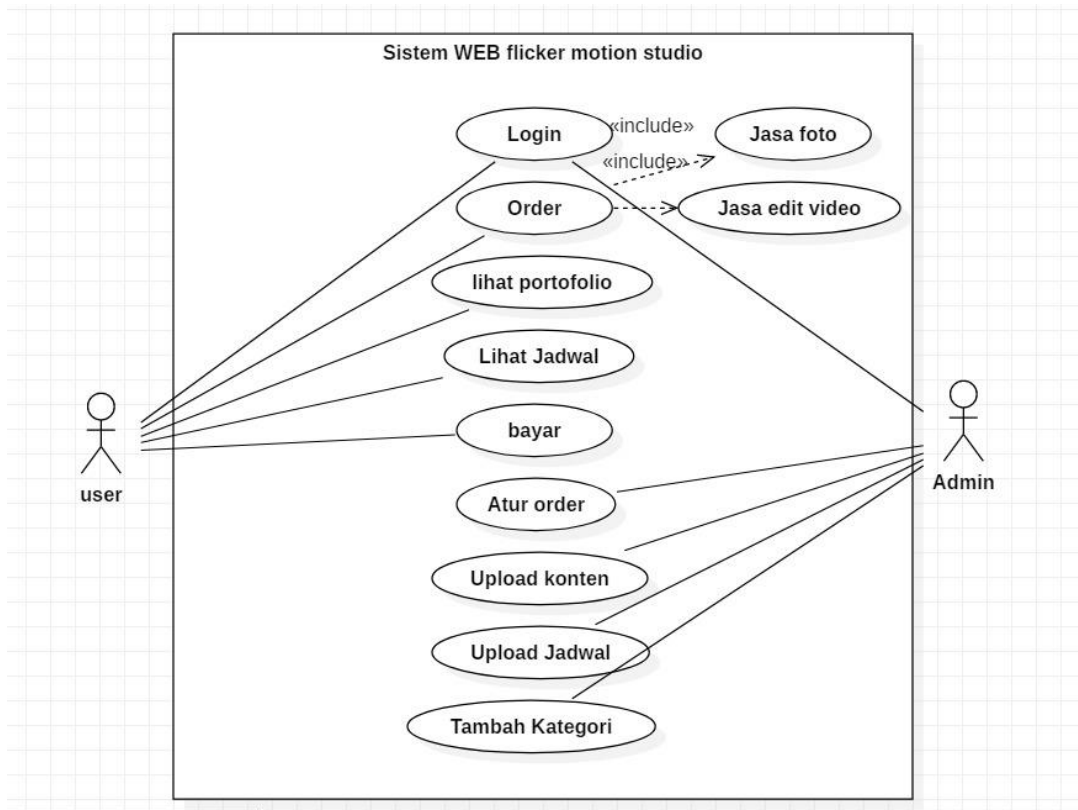 Sistem WEB flicker motion studio
Login
«include»
Jasa foto
«include»
Order
Jasa edit video
lihat portofolio
Lihat Jadwal
bayar
user
Admin
Atur order
Upload konten
Upload Jadwal
Tambah Kategori